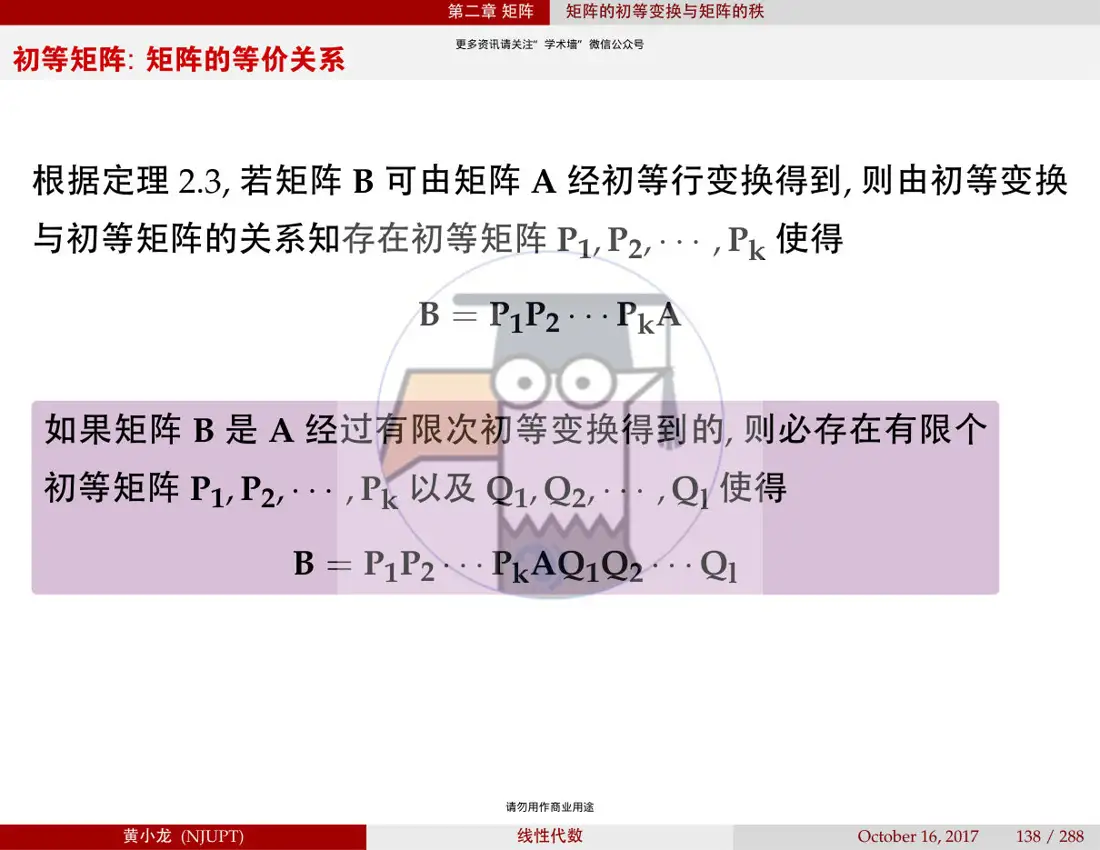 第二章 矩阵 矩阵的初等变换与矩阵的秩
更多资讯请关注“学术墙”微信公众号
初等矩阵: 矩阵的等价关系
根据定理 2.3, 若矩阵 B 可由矩阵 A 经初等行变换得到, 则由初等变换
与初等矩阵的关系知存在初等矩阵 P₁, P₂, ⋯ , Pₖ 使得
B = P₁P₂ ⋯ PₖA
如果矩阵 B 是 A 经过有限次初等变换得到的, 则必存在有限个
初等矩阵 P₁, P₂, ⋯ , Pₖ 以及 Q₁, Q₂, ⋯ , Qₗ 使得
B = P₁P₂ ⋯ PₖAQ₁Q₂ ⋯ Qₗ
请勿用作商业用途
黄小龙 (NJUPT) 线性代数 October 16, 2017 138 / 288